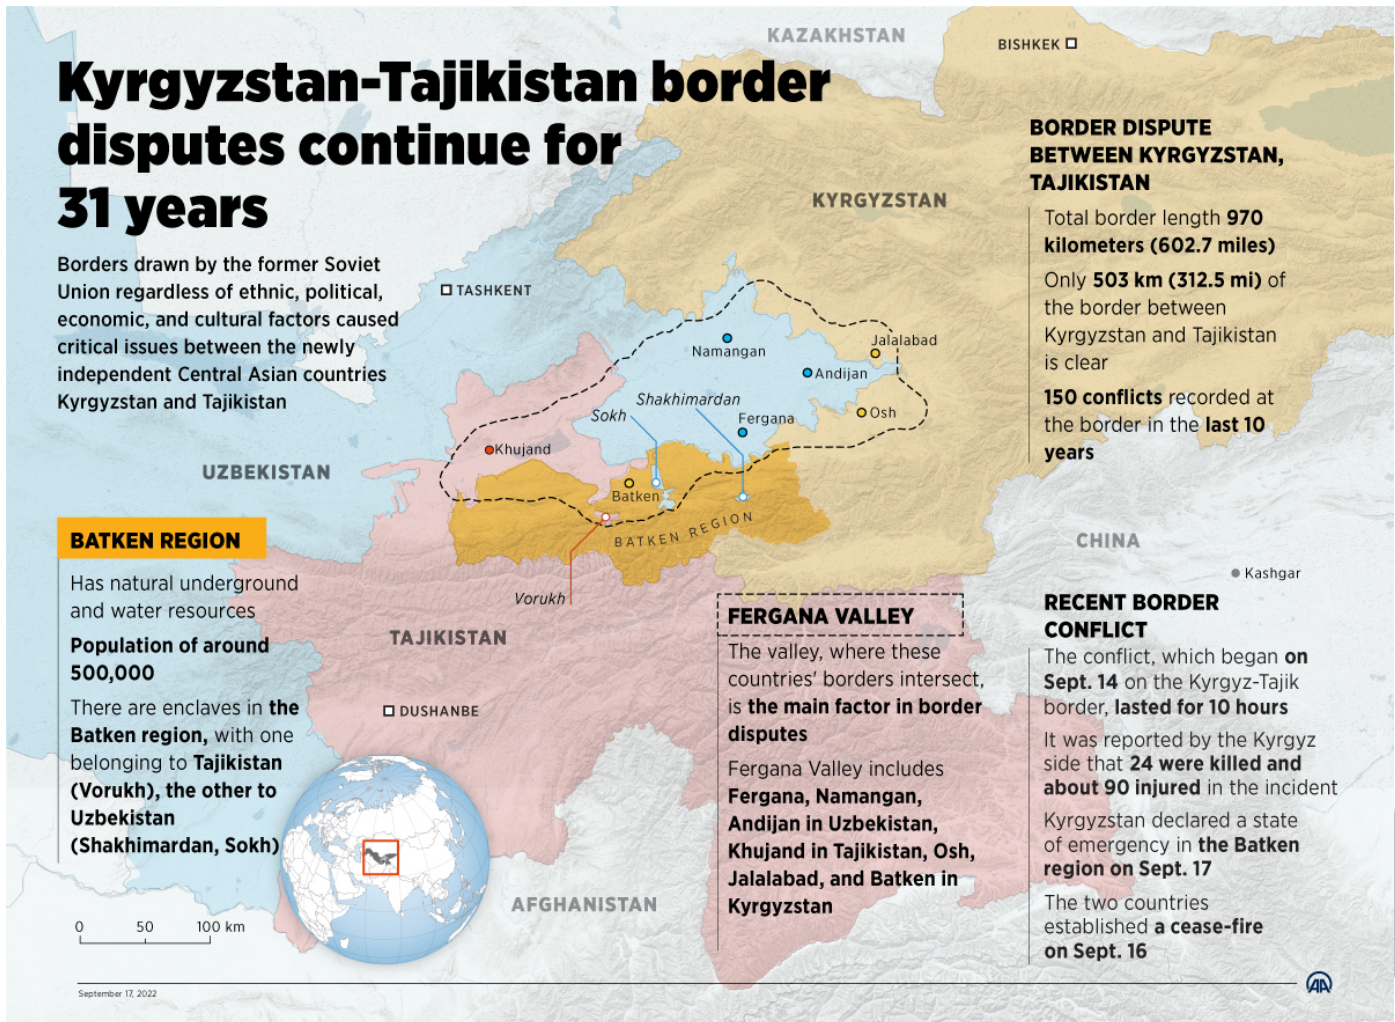 Kyrgyzstan-Tajikistan border
disputes continue for
31 years
Borders drawn by the former Soviet
Union regardless of ethnic, political,
economic, and cultural factors caused
critical issues between the newly
independent Central Asian countries
Kyrgyzstan and Tajikistan
KAZAKHSTAN
BISHKEK
KYRGYZSTAN
TASHKENT
Namangan
Jalalabad
Andijan
Shakhimardan
Sokh
Fergana
Osh
Khujand
UZBEKISTAN
Batken
BATKEN REGION
Vorukh
TAJIKISTAN
DUSHANBE
CHINA
Kashgar
AFGHANISTAN
BORDER DISPUTE
BETWEEN KYRGYZSTAN,
TAJIKISTAN
Total border length 970
kilometers (602.7 miles)
Only 503 km (312.5 mi) of
the border between
Kyrgyzstan and Tajikistan
is clear
150 conflicts recorded at
the border in the last 10
years
BATKEN REGION
Has natural underground
and water resources
Population of around
500,000
There are enclaves in the
Batken region, with one
belonging to Tajikistan
(Vorukh), the other to
Uzbekistan
(Shakhimardan, Sokh)
FERGANA VALLEY
The valley, where these
countries' borders intersect,
is the main factor in border
disputes
Fergana Valley includes
Fergana, Namangan,
Andijan in Uzbekistan,
Khujand in Tajikistan, Osh,
Jalalabad, and Batken in
Kyrgyzstan
RECENT BORDER
CONFLICT
The conflict, which began on
Sept. 14 on the Kyrgyz-Tajik
border, lasted for 10 hours
It was reported by the Kyrgyz
side that 24 were killed and
about 90 injured in the incident
Kyrgyzstan declared a state
of emergency in the Batken
region on Sept. 17
The two countries
established a cease-fire
on Sept. 16
0 50 100 km
September 17, 2022
AA